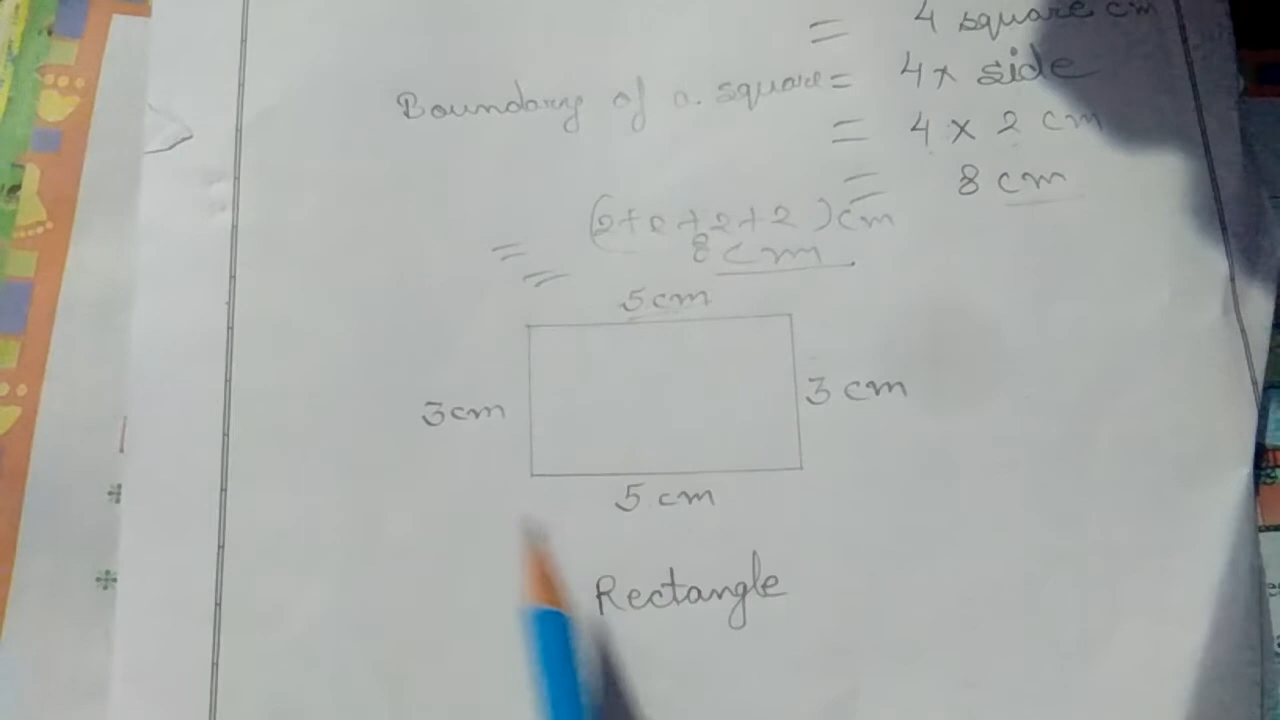 = 4 square cm
Boundary of a square = 4 x side
= 4 x 2 cm
= 8 cm
= (2+2+2+2) cm
= 8 cm
5 cm
3 cm
3 cm
5 cm
Rectangle